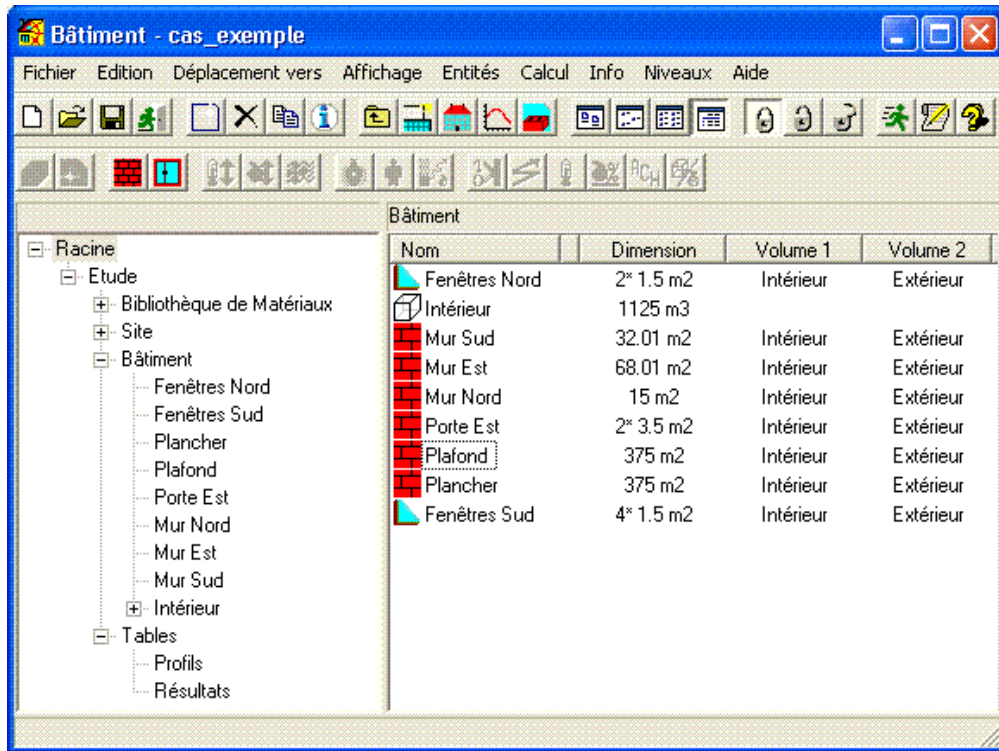 Bâtiment - cas_exemple
Fichier Edition Déplacement vers Affichage Entités Calcul Info Niveaux Aide
ACH
Bâtiment
Racine
Etude
Bibliothèque de Matériaux
Site
Bâtiment
Fenêtres Nord
Fenêtres Sud
Plancher
Plafond
Porte Est
Mur Nord
Mur Est
Mur Sud
Intérieur
Tables
Profils
Résultats
Nom Dimension Volume 1 Volume 2
Fenêtres Nord 2* 1.5 m2 Intérieur Extérieur
Intérieur 1125 m3
Mur Sud 32.01 m2 Intérieur Extérieur
Mur Est 68.01 m2 Intérieur Extérieur
Mur Nord 15 m2 Intérieur Extérieur
Porte Est 2* 3.5 m2 Intérieur Extérieur
Plafond 375 m2 Intérieur Extérieur
Plancher 375 m2 Intérieur Extérieur
Fenêtres Sud 4* 1.5 m2 Intérieur Extérieur